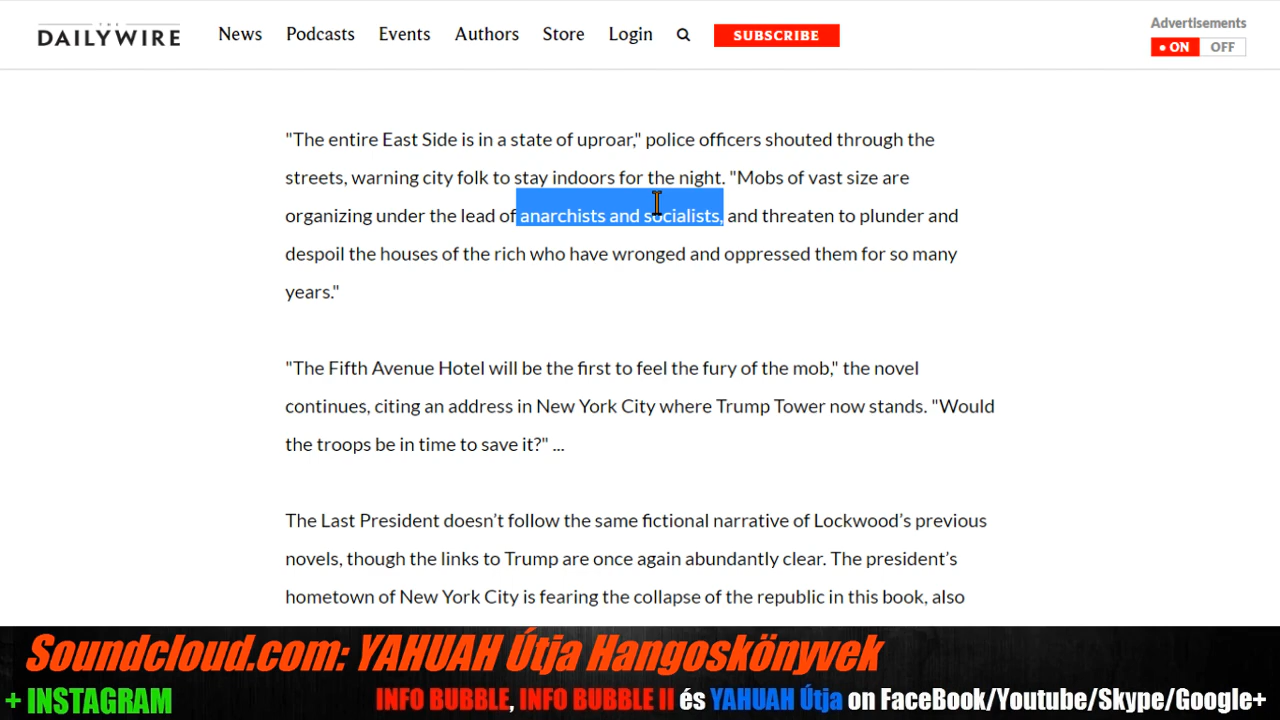 THE
DAILYWIRE
News Podcasts Events Authors Store Login SUBSCRIBE
Advertisements
ON OFF
"The entire East Side is in a state of uproar," police officers shouted through the
streets, warning city folk to stay indoors for the night. "Mobs of vast size are
organizing under the lead of anarchists and socialists, and threaten to plunder and
despoil the houses of the rich who have wronged and oppressed them for so many
years."
"The Fifth Avenue Hotel will be the first to feel the fury of the mob," the novel
continues, citing an address in New York City where Trump Tower now stands. "Would
the troops be in time to save it?" ...
The Last President doesn’t follow the same fictional narrative of Lockwood’s previous
novels, though the links to Trump are once again abundantly clear. The president’s
hometown of New York City is fearing the collapse of the republic in this book, also
Soundcloud.com: YAHUAH Útja Hangoskönyvek
+ INSTAGRAM INFO BUBBLE, INFO BUBBLE II és YAHUAH Útja on FaceBook/Youtube/Skype/Google+